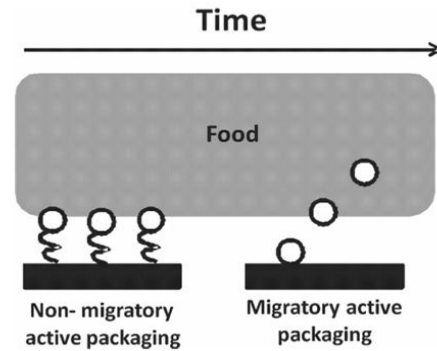 Time
Food
Non- migratory
active packaging
Migratory active
packaging